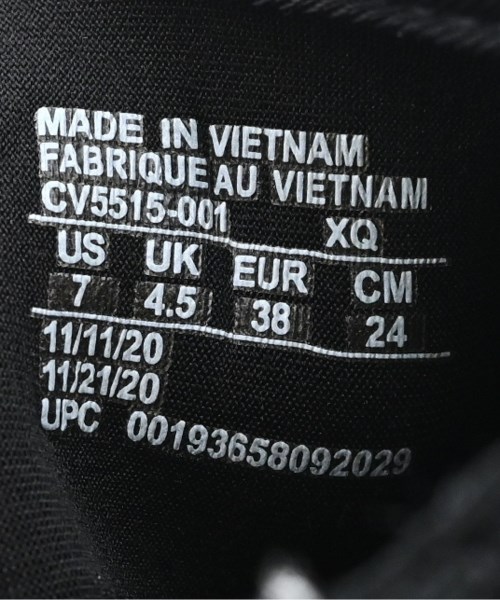 MADE IN VIETNAM
FABRIQUE AU VIETNAM
CV5515-001 XQ
US UK EUR CM
7 4.5 38 24
11/11/20
11/21/20
UPC 00193658092029